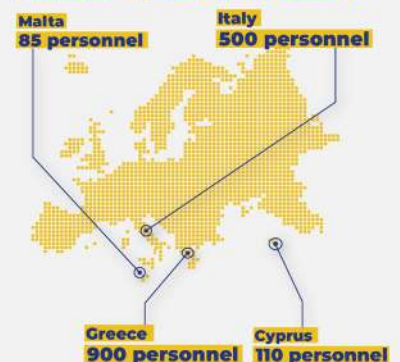 Malta
85 personnel
Italy
500 personnel
Greece
900 personnel
Cyprus
110 personnel